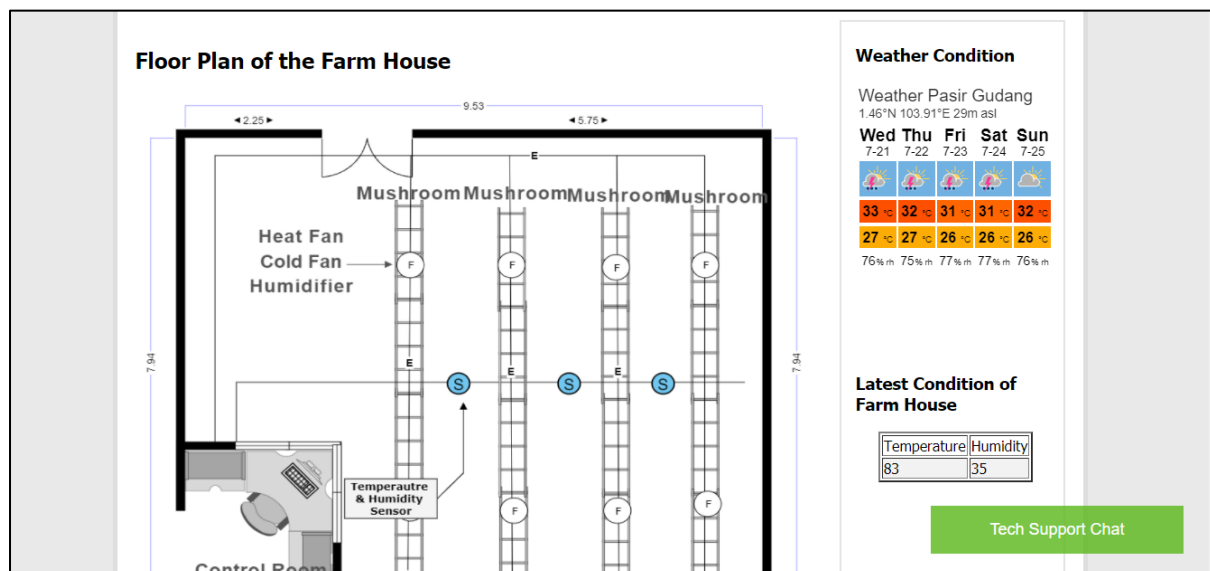 Floor Plan of the Farm House
9.53
2.25
5.75
E
Mushroom Mushroom Mushroom Mushroom
Heat Fan
Cold Fan
Humidifier
F F F F
7.94
7.94
E E E
S S S
Temperautre
& Humidity
Sensor
F F F
Control Room
Weather Condition
Weather Pasir Gudang
1.46°N 103.91°E 29m asl
Wed Thu Fri Sat Sun
7-21 7-22 7-23 7-24 7-25
33 °C 32 °C 31 °C 31 °C 32 °C
27 °C 27 °C 26 °C 26 °C 26 °C
76% rh 75% rh 77% rh 77% rh 76% rh
Latest Condition of
Farm House
Temperature Humidity
83 35
Tech Support Chat